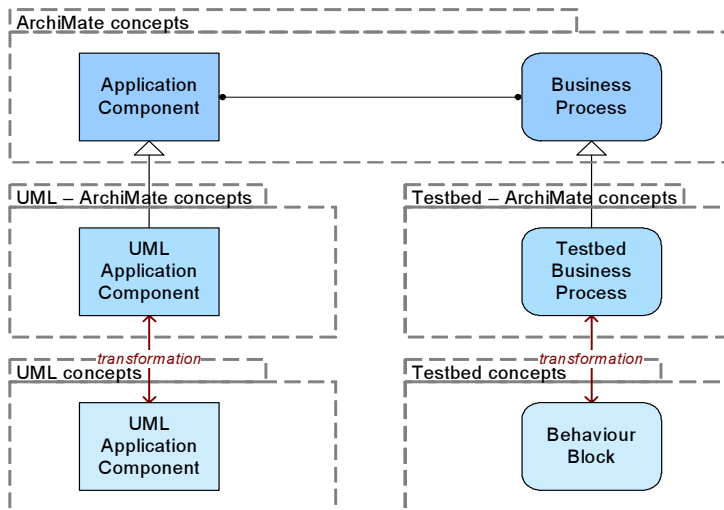 ArchiMate concepts
Application
Component
Business
Process
UML – ArchiMate concepts
Testbed – ArchiMate concepts
UML
Application
Component
Testbed
Business
Process
transformation
transformation
UML concepts
Testbed concepts
UML
Application
Component
Behaviour
Block